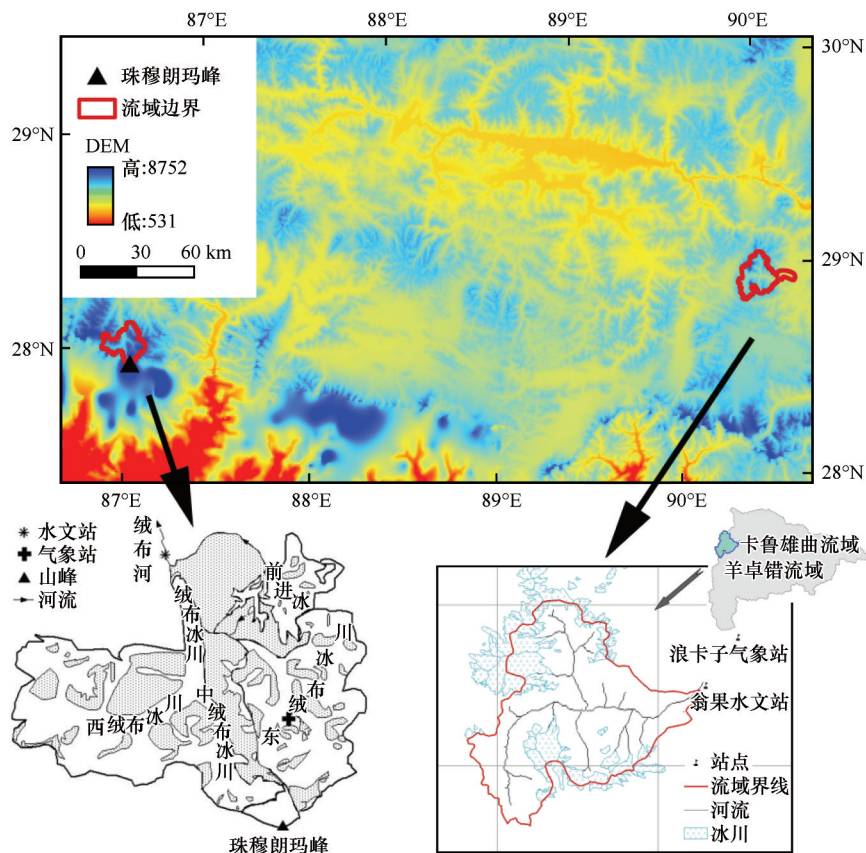 87°E 88°E 89°E 90°E
30°N
珠穆朗玛峰
流域边界
DEM
高:8752
低:531
0 30 60 km
29°N
29°N
28°N
28°N
87°E 88°E 89°E 90°E
水文站
气象站
山峰
河流
绒布河
前进冰川
绒布冰川
西绒布冰川
中绒布冰川
东绒布冰川
珠穆朗玛峰
卡鲁雄曲流域
羊卓错流域
浪卡子气象站
翁果水文站
站点
流域界线
河流
冰川